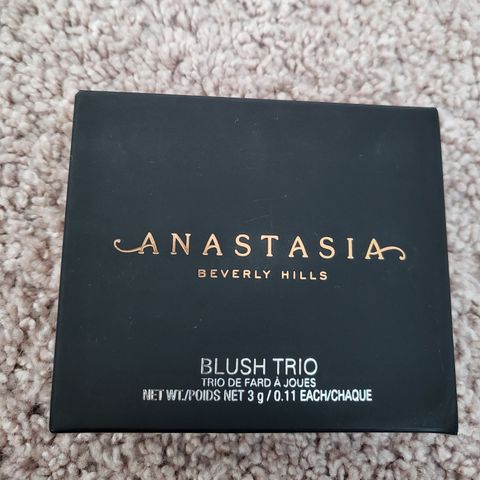 ANASTASIA
BEVERLY HILLS
BLUSH TRIO
TRIO DE FARD À JOUES
NET WT./POIDS NET 3 g / 0.11 EACH/CHAQUE